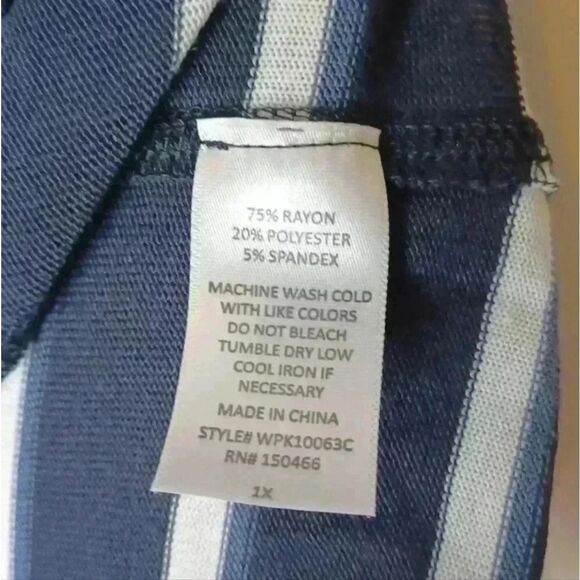 75% RAYON
20% POLYESTER
5% SPANDEX
MACHINE WASH COLD
WITH LIKE COLORS
DO NOT BLEACH
TUMBLE DRY LOW
COOL IRON IF
NECESSARY
MADE IN CHINA
STYLE# WPK10063C
RN# 150466
1X